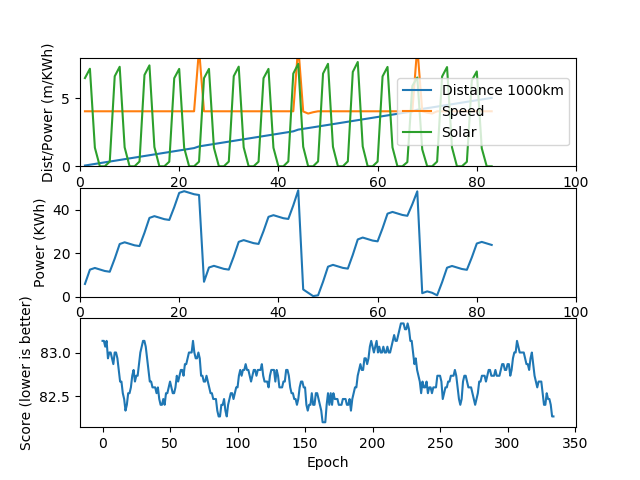 Dist/Power (m/KWh)
5
0
Distance 1000km
Speed
Solar
0 20 40 60 80 100
Power (KWh)
40
20
0
0 20 40 60 80 100
Score (lower is better)
83.0
82.5
0 50 100 150 200 250 300 350
Epoch